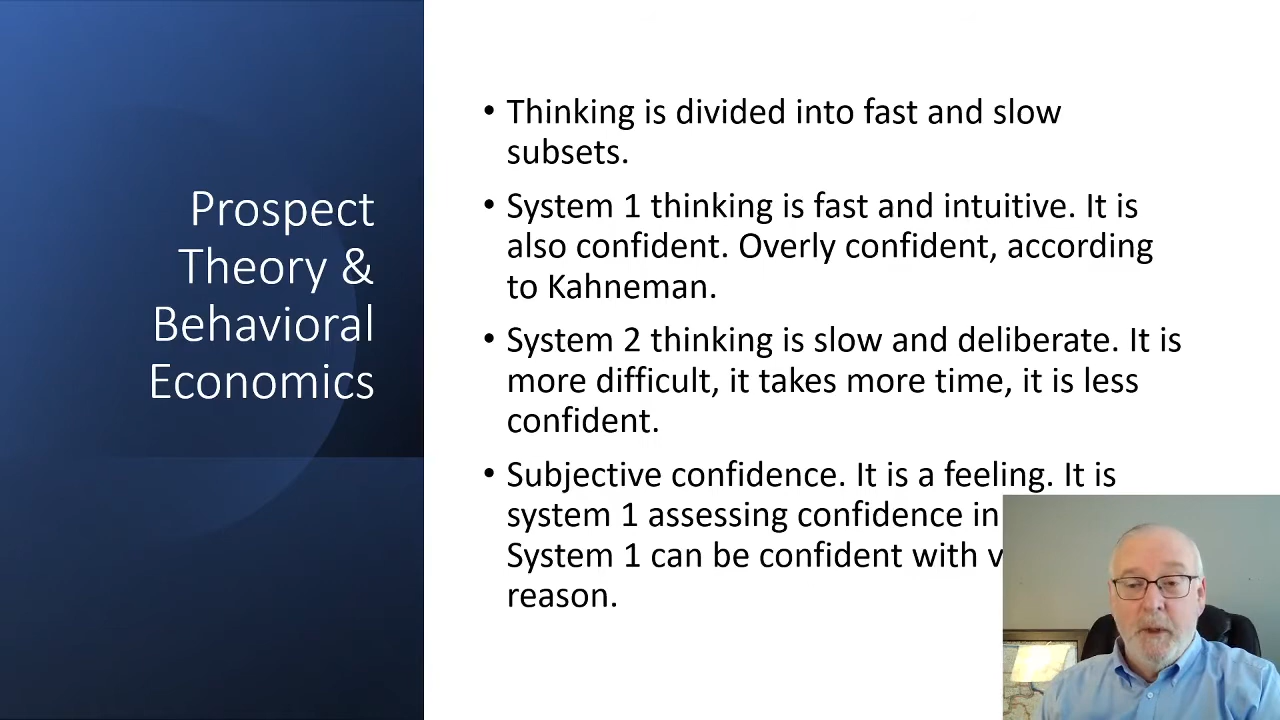 Prospect
Theory &
Behavioral
Economics
• Thinking is divided into fast and slow
subsets.
• System 1 thinking is fast and intuitive. It is
also confident. Overly confident, according
to Kahneman.
• System 2 thinking is slow and deliberate. It is
more difficult, it takes more time, it is less
confident.
• Subjective confidence. It is a feeling. It is
system 1 assessing confidence in
System 1 can be confident with
reason.